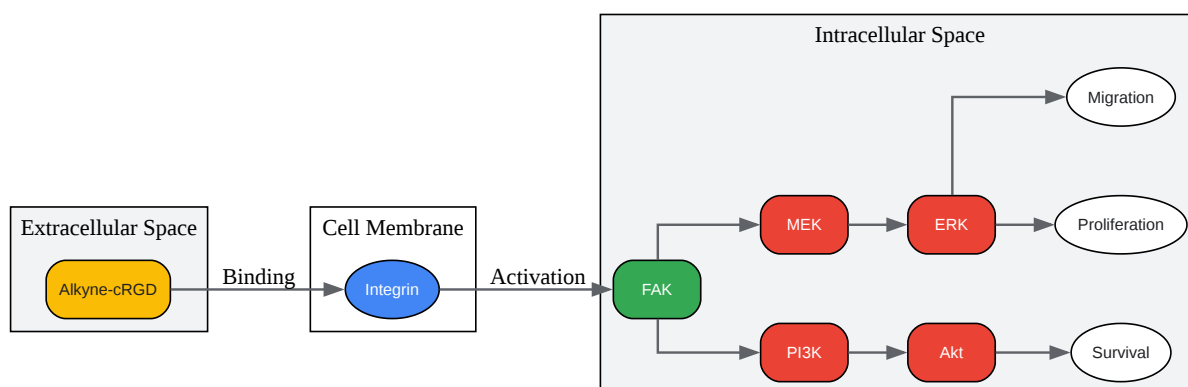 Intracellular Space
Migration
Extracellular Space
Cell Membrane
MEK
ERK
Proliferation
Alkyne-cRGD
Binding
Integrin
Activation
FAK
PI3K
Akt
Survival